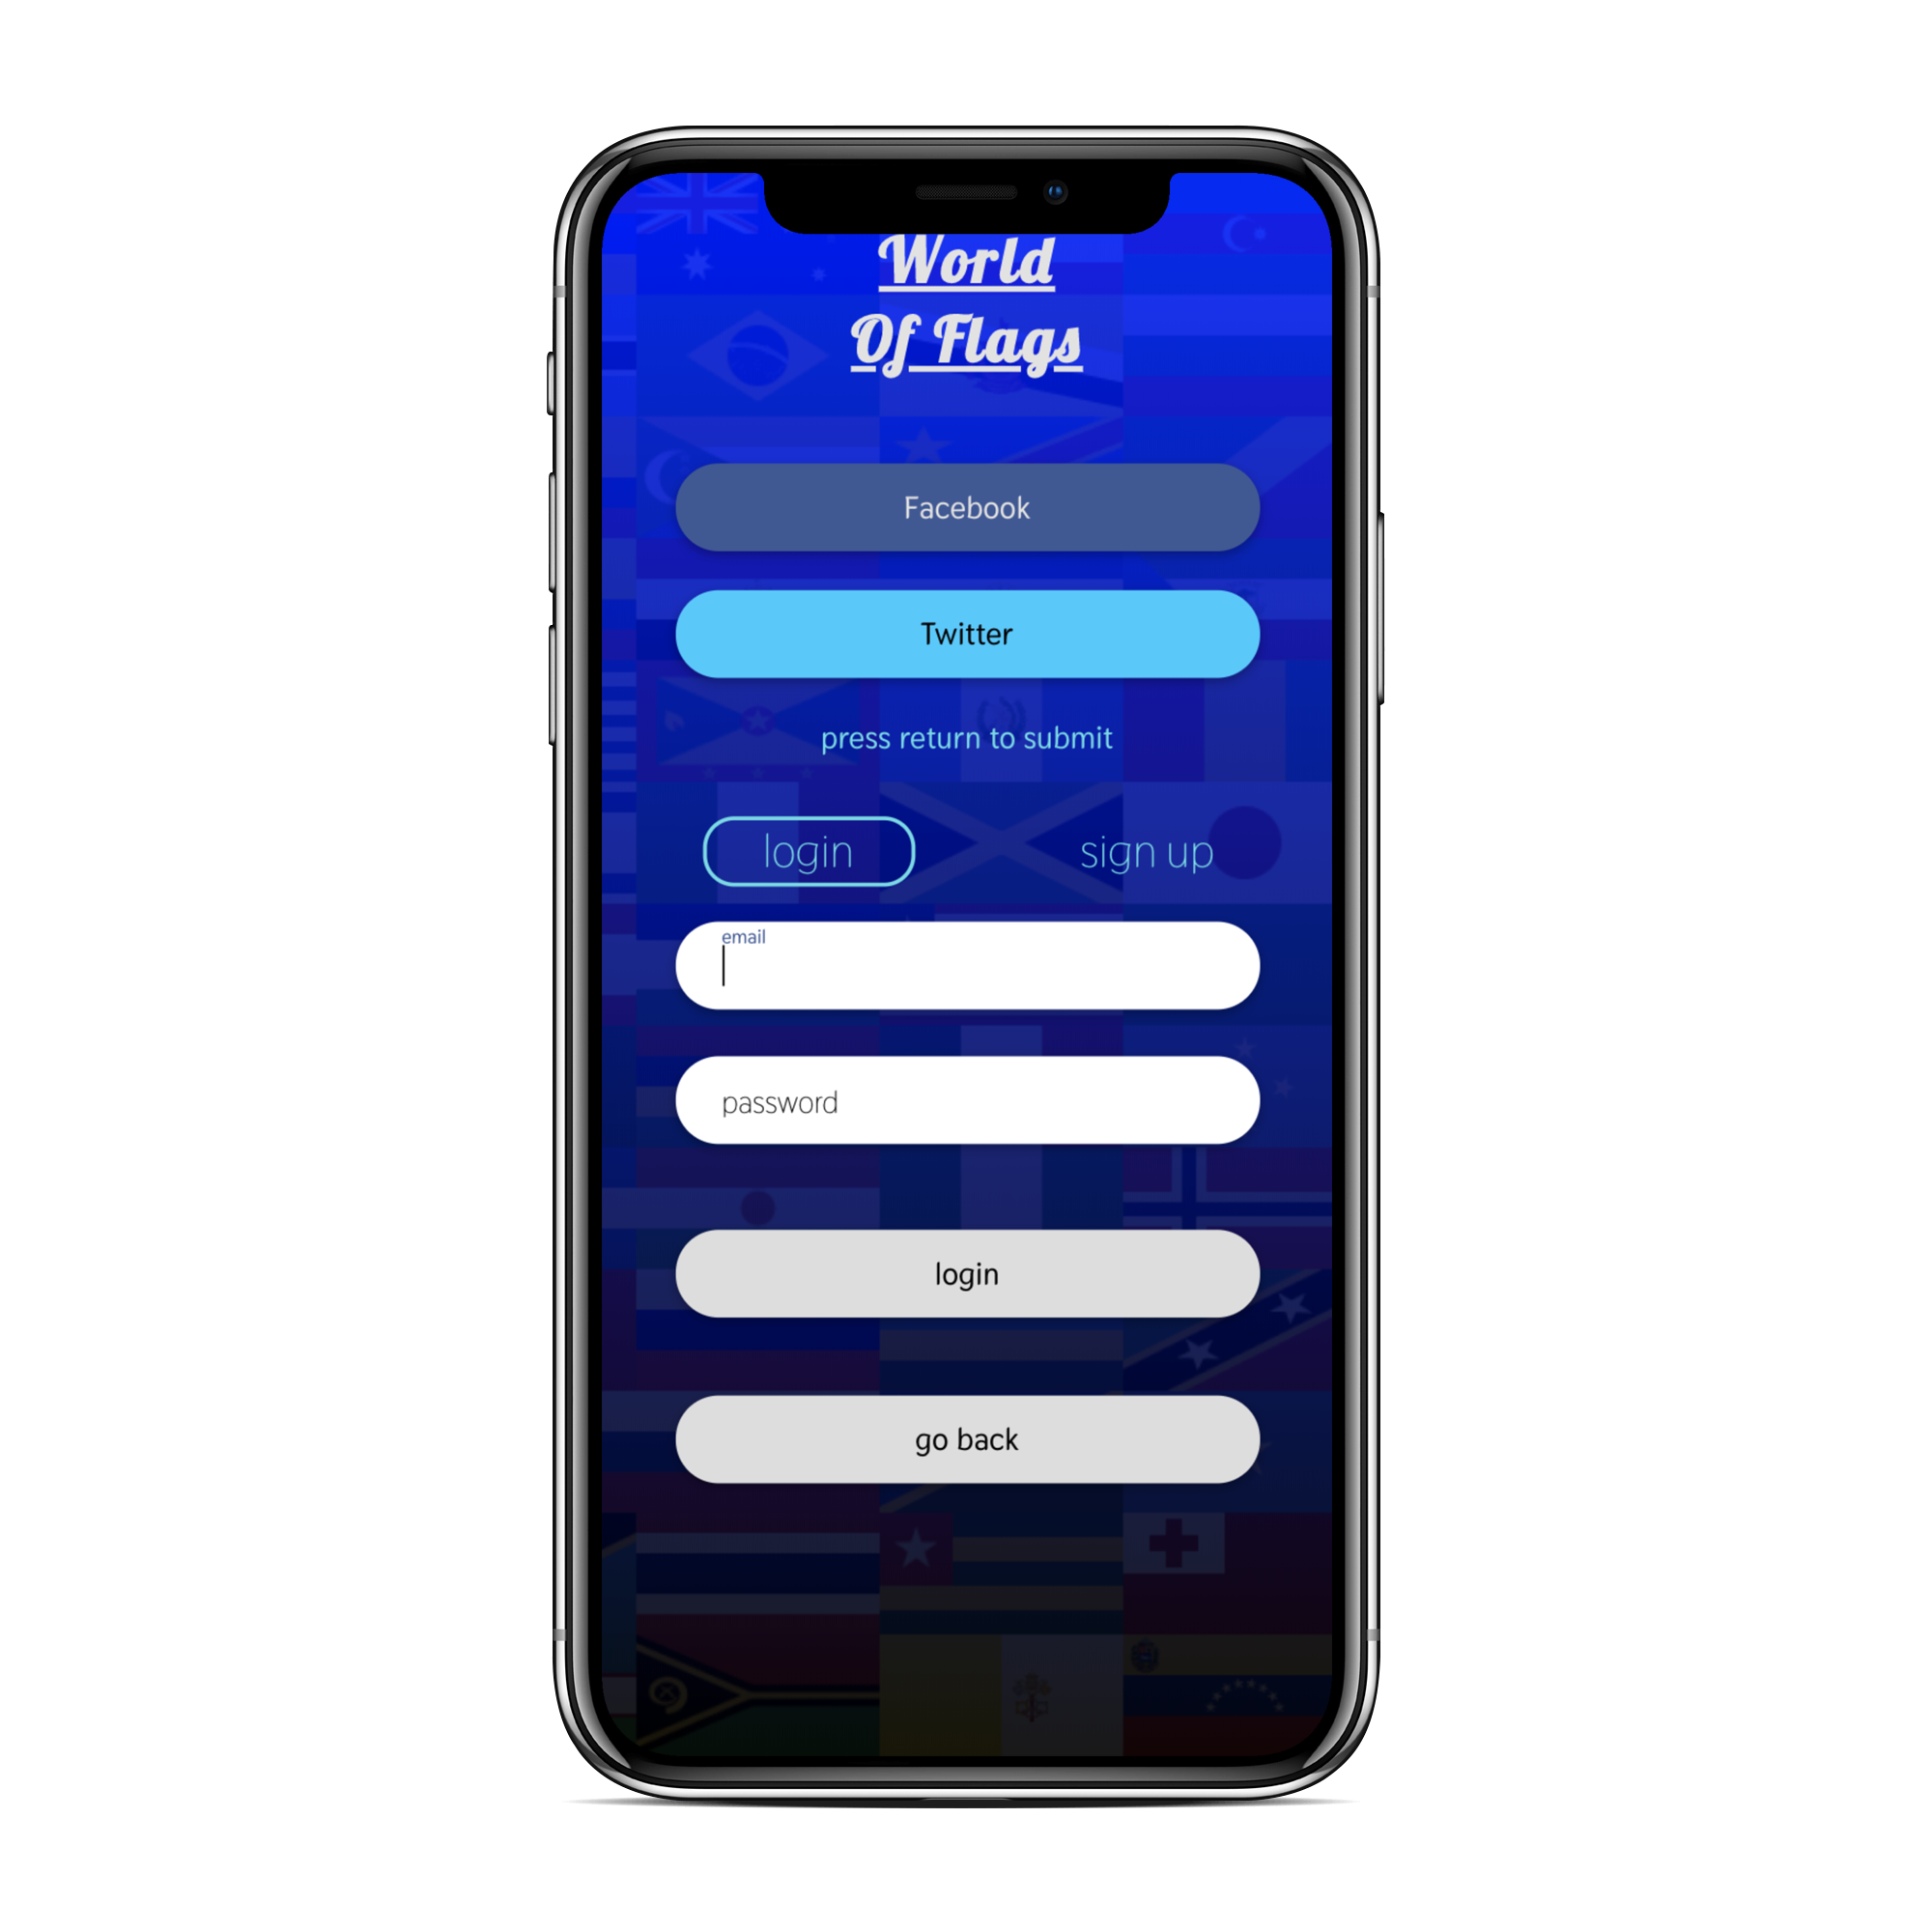 World
Of Flags
Facebook
Twitter
press return to submit
login
sign up
email
password
login
go back